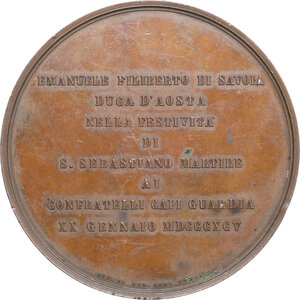 EMANUELE FILIBERTO DI SAVOIA
DUCA D'AOSTA
NELLA FESTIVITA
DI
S. SEBASTIANO MARTIRE
AI
CONFRATELLI CAPI GUARDIA
XX GENNAIO MDCCCXCV